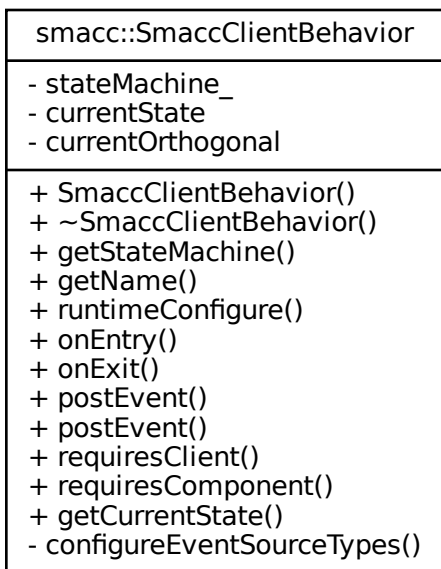 smacc::SmaccClientBehavior
- stateMachine_
- currentState
- currentOrthogonal
+ SmaccClientBehavior()
+ ~SmaccClientBehavior()
+ getStateMachine()
+ getName()
+ runtimeConfigure()
+ onEntry()
+ onExit()
+ postEvent()
+ postEvent()
+ requiresClient()
+ requiresComponent()
+ getCurrentState()
- configureEventSourceTypes()